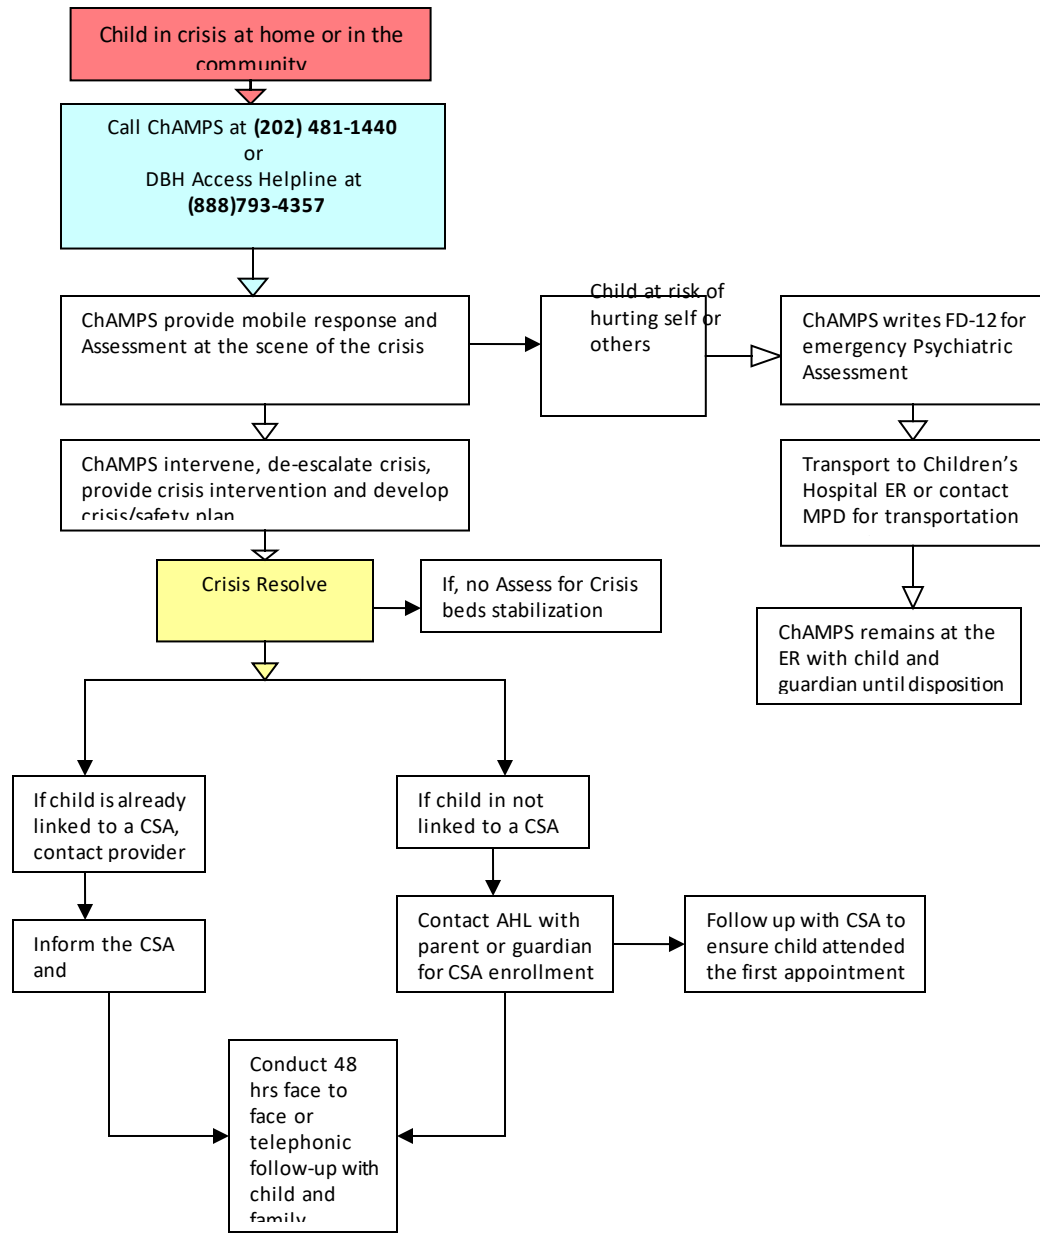 Child in crisis at home or in the
community
Call ChAMPS at (202) 481-1440
or
DBH Access Helpline at
(888)793-4357
ChAMPS provide mobile response and
Assessment at the scene of the crisis
Child at risk of
hurting self or
others
ChAMPS writes FD-12 for
emergency Psychiatric
Assessment
ChAMPS intervene, de-escalate crisis,
provide crisis intervention and develop
crisis/safety plan
Transport to Children’s
Hospital ER or contact
MPD for transportation
Crisis Resolve
If, no Assess for Crisis
beds stabilization
ChAMPS remains at the
ER with child and
guardian until disposition
If child is already
linked to a CSA,
contact provider
If child in not
linked to a CSA
Inform the CSA
and
Contact AHL with
parent or guardian
for CSA enrollment
Follow up with CSA to
ensure child attended
the first appointment
Conduct 48
hrs face to
face or
telephonic
follow-up with
child and
family